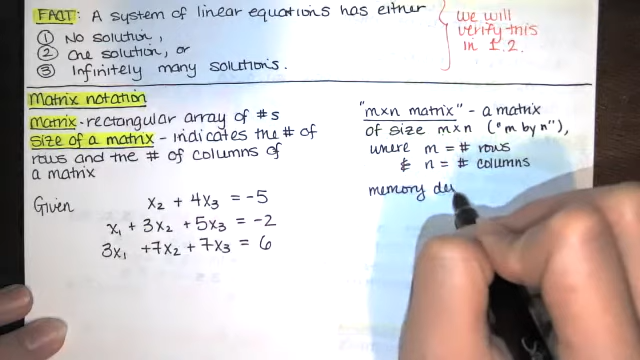 FACT: A system of linear equations has either
① No solution,
② One solution, or
③ Infinitely many solutions.
we will
verify this
in 1.2.
Matrix notation
Matrix - rectangular array of #s
size of a matrix - indicates the # of
rows and the # of columns of
a matrix
Given
x₂ + 4x₃ = -5
x₁ + 3x₂ + 5x₃ = -2
3x₁ + 7x₂ + 7x₃ = 6
"m×n matrix" - a matrix
of size m×n ("m by n"),
where m = # rows
& n = # columns
memory